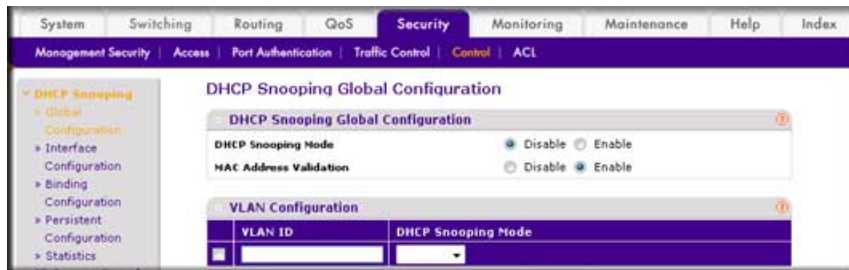 System Switching Routing QoS Security Monitoring Maintenance Help Index
Management Security | Access | Port Authentication | Traffic Control | Control | ACL
DHCP Snooping
» Global
Configuration
» Interface
Configuration
» Binding
Configuration
» Persistent
Configuration
» Statistics
DHCP Snooping Global Configuration
DHCP Snooping Global Configuration
DHCP Snooping Mode Disable Enable
MAC Address Validation Disable Enable
VLAN Configuration
VLAN ID DHCP Snooping Mode